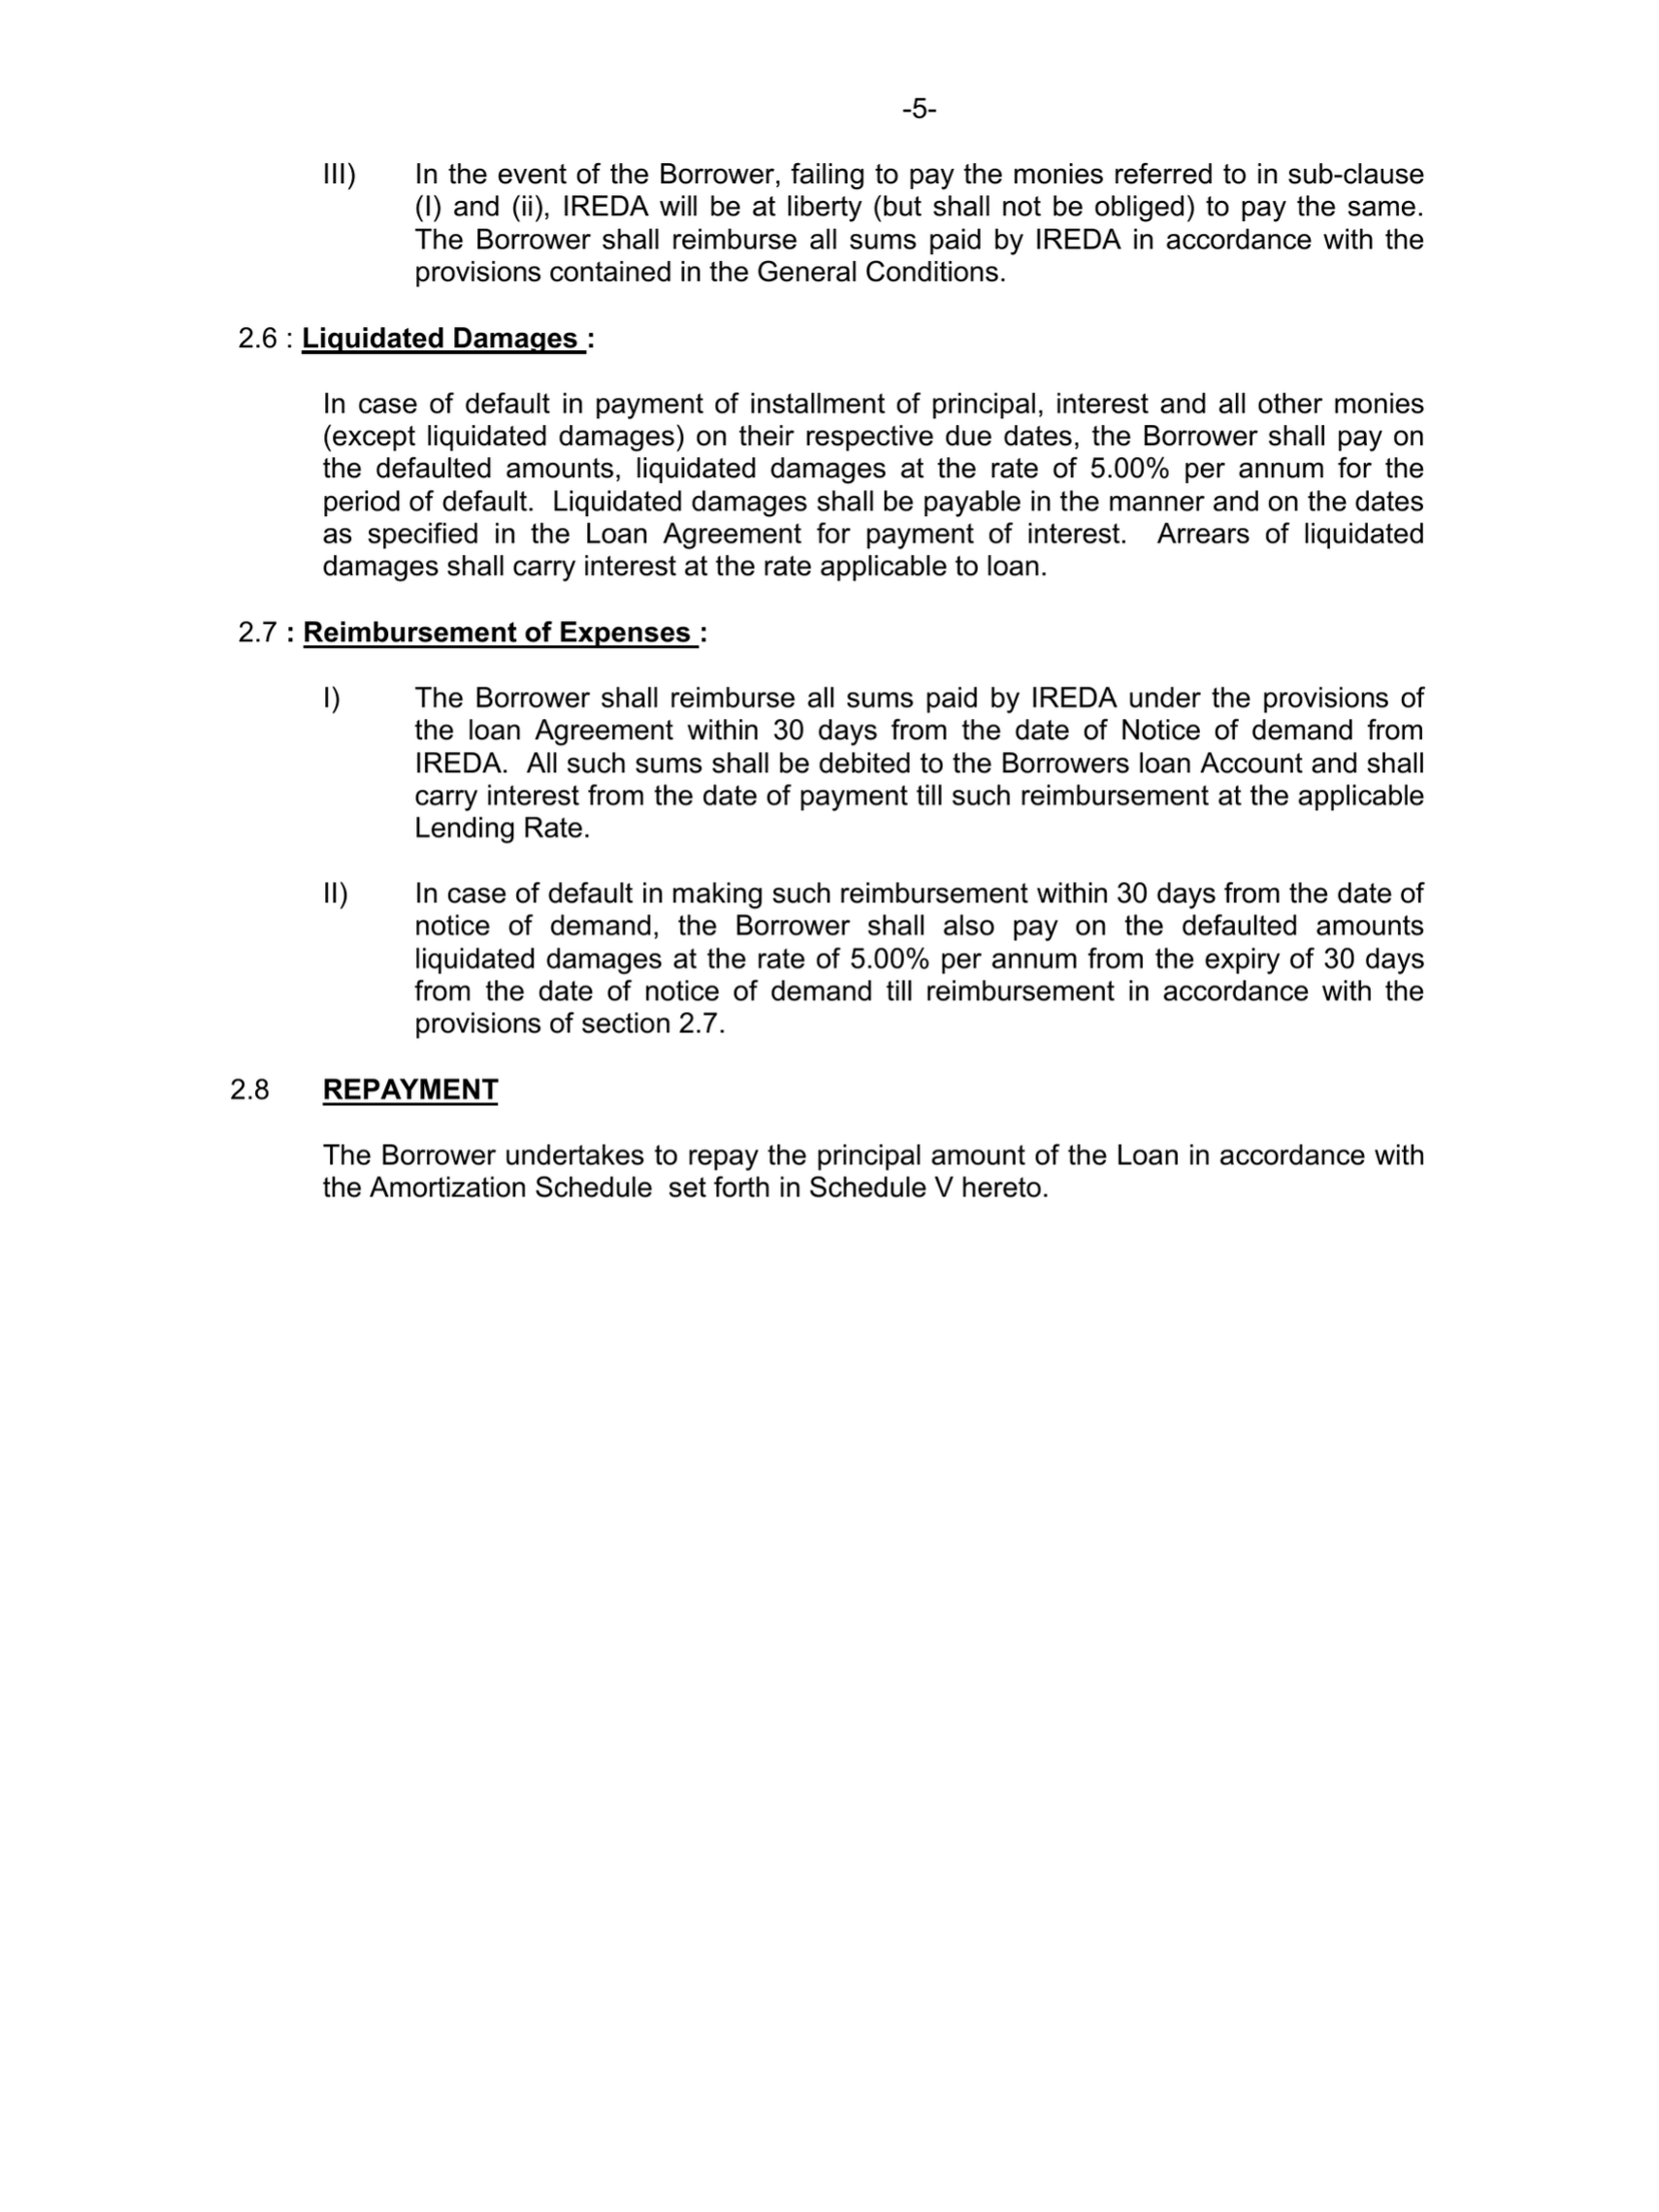 -5-
III) In the event of the Borrower, failing to pay the monies referred to in sub-clause
(I) and (ii), IREDA will be at liberty (but shall not be obliged) to pay the same.
The Borrower shall reimburse all sums paid by IREDA in accordance with the
provisions contained in the General Conditions.
2.6 : Liquidated Damages :
In case of default in payment of installment of principal, interest and all other monies
(except liquidated damages) on their respective due dates, the Borrower shall pay on
the defaulted amounts, liquidated damages at the rate of 5.00% per annum for the
period of default. Liquidated damages shall be payable in the manner and on the dates
as specified in the Loan Agreement for payment of interest. Arrears of liquidated
damages shall carry interest at the rate applicable to loan.
2.7 : Reimbursement of Expenses :
I) The Borrower shall reimburse all sums paid by IREDA under the provisions of
the loan Agreement within 30 days from the date of Notice of demand from
IREDA. All such sums shall be debited to the Borrowers loan Account and shall
carry interest from the date of payment till such reimbursement at the applicable
Lending Rate.
II) In case of default in making such reimbursement within 30 days from the date of
notice of demand, the Borrower shall also pay on the defaulted amounts
liquidated damages at the rate of 5.00% per annum from the expiry of 30 days
from the date of notice of demand till reimbursement in accordance with the
provisions of section 2.7.
2.8 REPAYMENT
The Borrower undertakes to repay the principal amount of the Loan in accordance with
the Amortization Schedule set forth in Schedule V hereto.